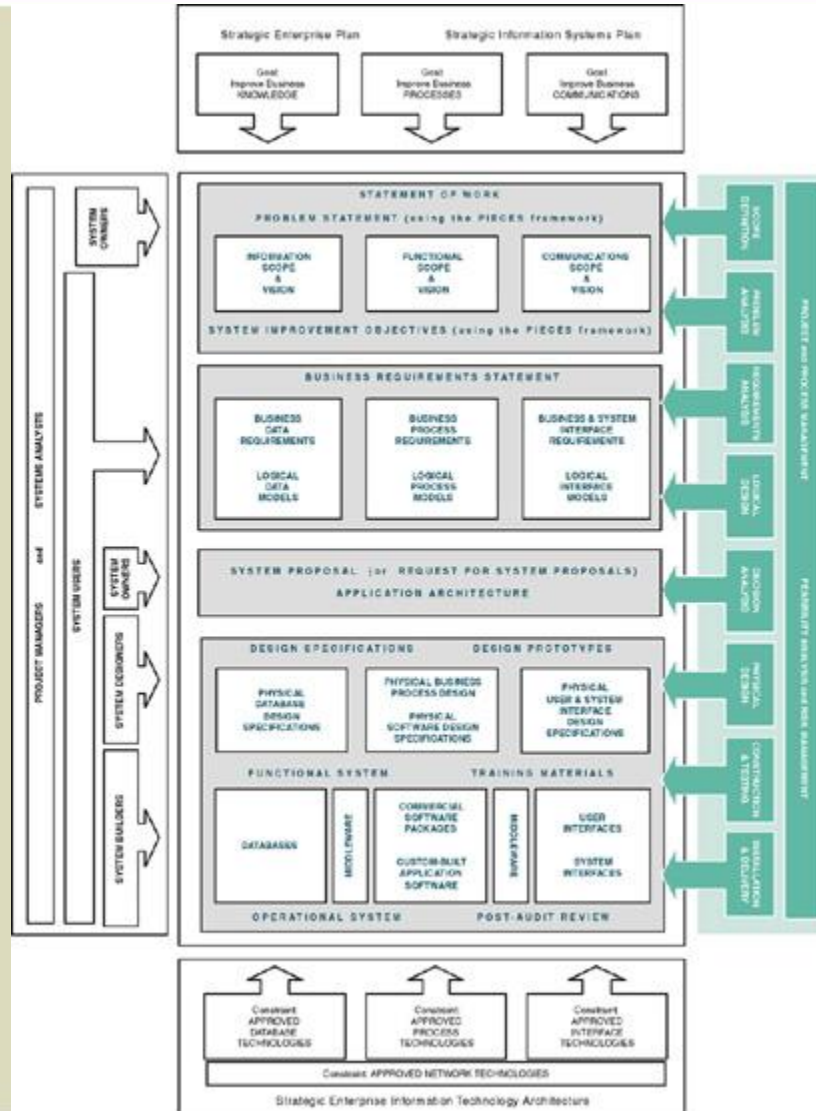 Strategic Enterprise Plan
Strategic Information Systems Plan
Goal:
Improve Business
KNOWLEDGE
Goal:
Improve Business
PROCESSES
Goal:
Improve Business
COMMUNICATIONS
PROJECT MANAGERS and SYSTEMS ANALYSTS
SYSTEM USERS
SYSTEM
OWNERS
SYSTEM
OWNERS
SYSTEM DESIGNERS
SYSTEM BUILDERS
STATEMENT OF WORK
PROBLEM STATEMENT (using the PIECES framework)
INFORMATION
SCOPE
&
VISION
FUNCTIONAL
SCOPE
&
VISION
COMMUNICATIONS
SCOPE
&
VISION
SYSTEM IMPROVEMENT OBJECTIVES (using the PIECES framework)
BUSINESS REQUIREMENTS STATEMENT
BUSINESS
DATA
REQUIREMENTS
LOGICAL
DATA
MODELS
BUSINESS
PROCESS
REQUIREMENTS
LOGICAL
PROCESS
MODELS
BUSINESS & SYSTEM
INTERFACE
REQUIREMENTS
LOGICAL
INTERFACE
MODELS
SYSTEM PROPOSAL (or REQUEST FOR SYSTEM PROPOSALS)
APPLICATION ARCHITECTURE
DESIGN SPECIFICATIONS
DESIGN PROTOTYPES
PHYSICAL
DATABASE
DESIGN
SPECIFICATIONS
PHYSICAL BUSINESS
PROCESS DESIGN
PHYSICAL
SOFTWARE DESIGN
SPECIFICATIONS
PHYSICAL
USER & SYSTEM
INTERFACE
DESIGN
SPECIFICATIONS
FUNCTIONAL SYSTEM
TRAINING MATERIALS
DATABASES
MIDDLEWARE
COMMERCIAL
SOFTWARE
PACKAGES
CUSTOM-BUILT
APPLICATION
SOFTWARE
MIDDLEWARE
USER
INTERFACES
SYSTEM
INTERFACES
OPERATIONAL SYSTEM
POST-AUDIT REVIEW
SCOPE
DEFINITION
PROBLEM
ANALYSIS
REQUIREMENTS
ANALYSIS
LOGICAL
DESIGN
DECISION
ANALYSIS
PHYSICAL
DESIGN
CONSTRUCTION
& TESTING
INSTALLATION
& DELIVERY
PROJECT and PROCESS MANAGEMENT
FEASIBILITY ANALYSIS and RISK MANAGEMENT
Constraint:
APPROVED
DATABASE
TECHNOLOGIES
Constraint:
APPROVED
PROCESS
TECHNOLOGIES
Constraint:
APPROVED
INTERFACE
TECHNOLOGIES
Constraint: APPROVED NETWORK TECHNOLOGIES
Strategic Enterprise Information Technology Architecture